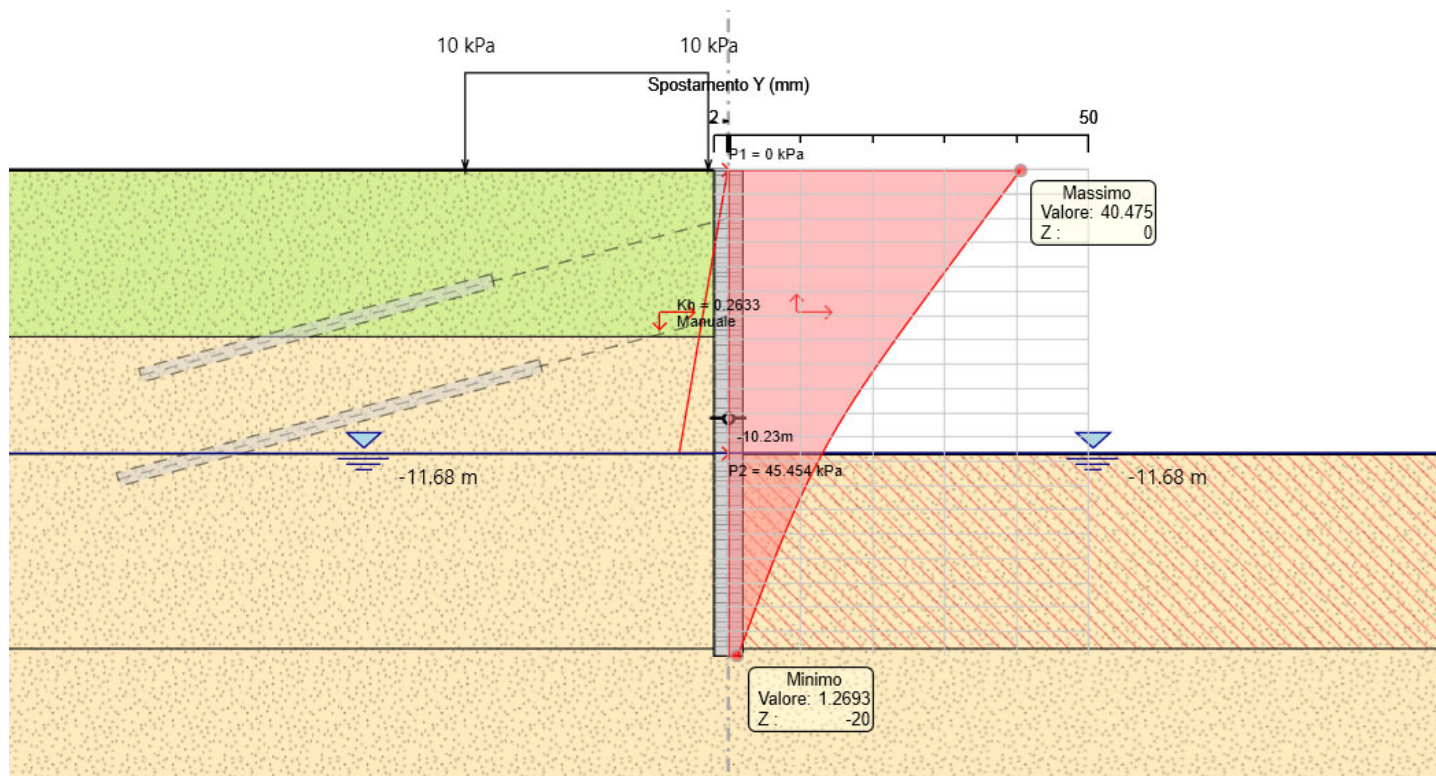 10 kPa
10 kPa
Spostamento Y (mm)
2
50
P1 = 0 kPa
Massimo
Valore: 40.475
Z : 0
Kh = 0.2633
Manuale
-10.23m
P2 = 45.454 kPa
-11.68 m
-11.68 m
Minimo
Valore: 1.2693
Z : -20